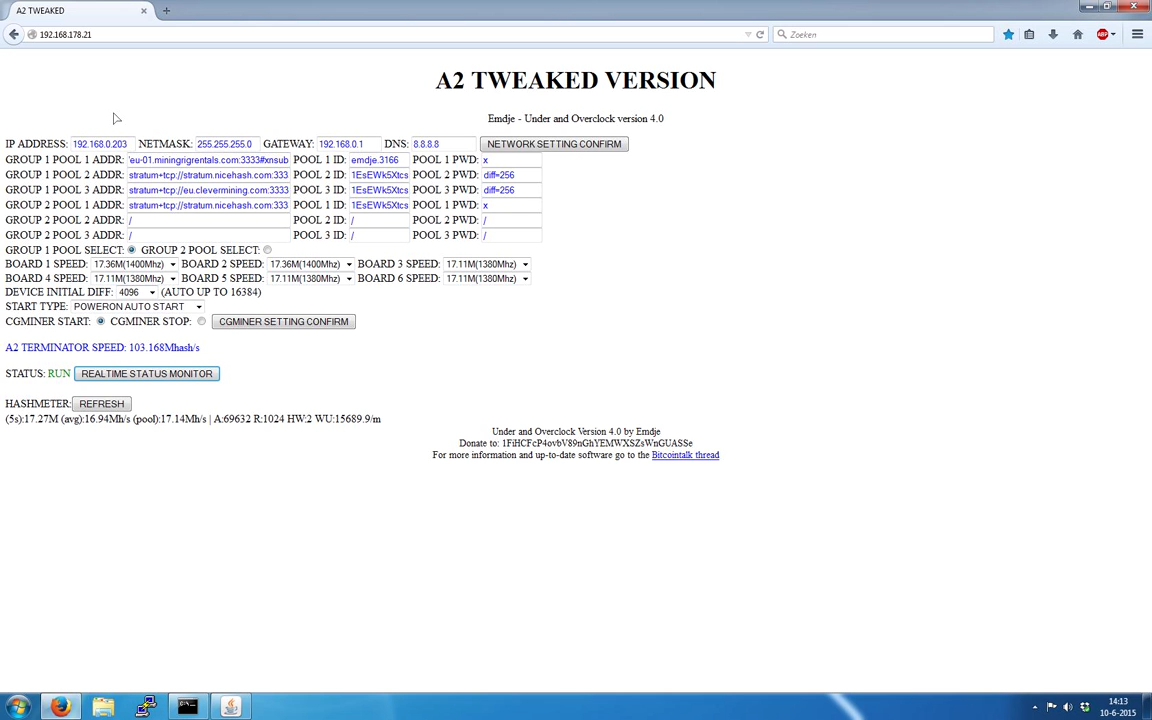 A2 TWEAKED
192.168.178.21
Zoeken
ABP
A2 TWEAKED VERSION
Emdje - Under and Overclock version 4.0
IP ADDRESS: 192.168.0.203 NETMASK: 255.255.255.0 GATEWAY: 192.168.0.1 DNS: 8.8.8.8 NETWORK SETTING CONFIRM
GROUP 1 POOL 1 ADDR: 'eu-01.miningrigrentals.com:3333#xnsub POOL 1 ID: emdje.3166 POOL 1 PWD: x
GROUP 1 POOL 2 ADDR: stratum+tcp://stratum.nicehash.com:333 POOL 2 ID: 1EsEWk5Xtcs POOL 2 PWD: diff=256
GROUP 1 POOL 3 ADDR: stratum+tcp://eu.clevermining.com:3333 POOL 3 ID: 1EsEWk5Xtcs POOL 3 PWD: diff=256
GROUP 2 POOL 1 ADDR: stratum+tcp://stratum.nicehash.com:333 POOL 1 ID: 1EsEWk5Xtcs POOL 1 PWD: x
GROUP 2 POOL 2 ADDR: / POOL 2 ID: / POOL 2 PWD: /
GROUP 2 POOL 3 ADDR: / POOL 3 ID: / POOL 3 PWD: /
GROUP 1 POOL SELECT: GROUP 2 POOL SELECT:
BOARD 1 SPEED: 17.36M(1400Mhz) BOARD 2 SPEED: 17.36M(1400Mhz) BOARD 3 SPEED: 17.11M(1380Mhz)
BOARD 4 SPEED: 17.11M(1380Mhz) BOARD 5 SPEED: 17.11M(1380Mhz) BOARD 6 SPEED: 17.11M(1380Mhz)
DEVICE INITIAL DIFF: 4096 (AUTO UP TO 16384)
START TYPE: POWERON AUTO START
CGMINER START: CGMINER STOP: CGMINER SETTING CONFIRM
A2 TERMINATOR SPEED: 103.168Mhash/s
STATUS: RUN REALTIME STATUS MONITOR
HASHMETER: REFRESH
(5s):17.27M (avg):16.94Mh/s (pool):17.14Mh/s | A:69632 R:1024 HW:2 WU:15689.9/m
Under and Overclock Version 4.0 by Emdje
Donate to: 1FiHCFcP4ovbV89nGhYEMWXSZsWnGUASSe
For more information and up-to-date software go to the Bitcointalk thread
14:13
10-6-2015